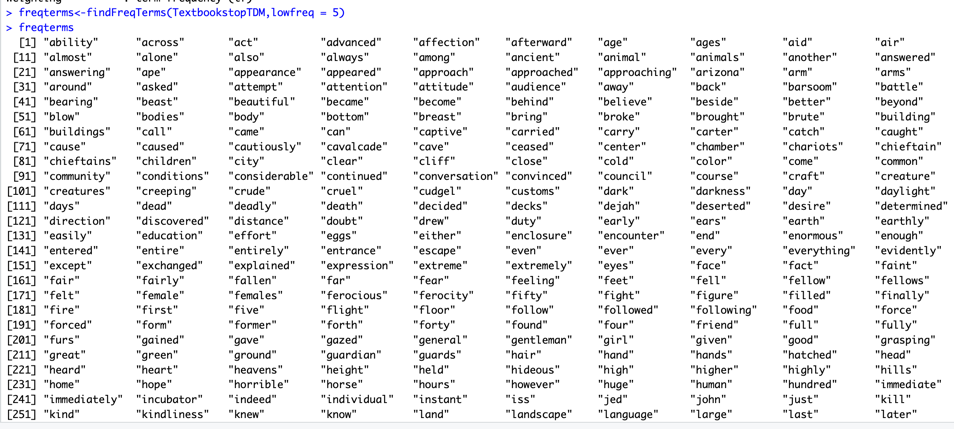 > freqterms<-findFreqTerms(TextbookstopTDM,lowfreq = 5)
> freqterms
[1] "ability" "across" "act" "advanced" "affection" "afterward" "age" "ages" "aid" "air"
[11] "almost" "alone" "also" "always" "among" "ancient" "animal" "animals" "another" "answered"
[21] "answering" "ape" "appearance" "appeared" "approach" "approached" "approaching" "arizona" "arm" "arms"
[31] "around" "asked" "attempt" "attention" "attitude" "audience" "away" "back" "barsoom" "battle"
[41] "bearing" "beast" "beautiful" "became" "become" "behind" "believe" "beside" "better" "beyond"
[51] "blow" "bodies" "body" "bottom" "breast" "bring" "broke" "brought" "brute" "building"
[61] "buildings" "call" "came" "can" "captive" "carried" "carry" "carter" "catch" "caught"
[71] "cause" "caused" "cautiously" "cavalcade" "cave" "ceased" "center" "chamber" "chariots" "chieftain"
[81] "chieftains" "children" "city" "clear" "cliff" "close" "cold" "color" "come" "common"
[91] "community" "conditions" "considerable" "continued" "conversation" "convinced" "council" "course" "craft" "creature"
[101] "creatures" "creeping" "crude" "cruel" "cudgel" "customs" "dark" "darkness" "day" "daylight"
[111] "days" "dead" "deadly" "death" "decided" "decks" "dejah" "deserted" "desire" "determined"
[121] "direction" "discovered" "distance" "doubt" "drew" "duty" "early" "ears" "earth" "earthly"
[131] "easily" "education" "effort" "eggs" "either" "enclosure" "encounter" "end" "enormous" "enough"
[141] "entered" "entire" "entirely" "entrance" "escape" "even" "ever" "every" "everything" "evidently"
[151] "except" "exchanged" "explained" "expression" "extreme" "extremely" "eyes" "face" "fact" "faint"
[161] "fair" "fairly" "fallen" "far" "fear" "feeling" "feet" "fell" "fellow" "fellows"
[171] "felt" "female" "females" "ferocious" "ferocity" "fifty" "fight" "figure" "filled" "finally"
[181] "fire" "first" "five" "flight" "floor" "follow" "followed" "following" "food" "force"
[191] "forced" "form" "former" "forth" "forty" "found" "four" "friend" "full" "fully"
[201] "furs" "gained" "gave" "gazed" "general" "gentleman" "girl" "given" "good" "grasping"
[211] "great" "green" "ground" "guardian" "guards" "hair" "hand" "hands" "hatched" "head"
[221] "heard" "heart" "heavens" "height" "held" "hideous" "high" "higher" "highly" "hills"
[231] "home" "hope" "horrible" "horse" "hours" "however" "huge" "human" "hundred" "immediate"
[241] "immediately" "incubator" "indeed" "individual" "instant" "iss" "jed" "john" "just" "kill"
[251] "kind" "kindliness" "knew" "know" "land" "landscape" "language" "large" "last" "later"